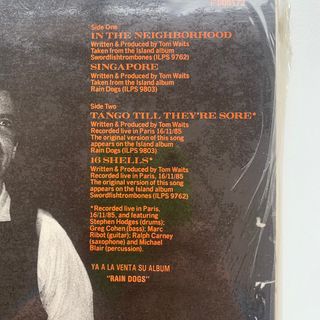 Side One
IN THE NEIGHBORHOOD
Written & Produced by Tom Waits
Taken from the Island album
Swordfishtrombones (ILPS 9762)
SINGAPORE
Written & Produced by Tom Waits
Taken from the Island album
Rain Dogs (ILPS 9803)
Side Two
TANGO TILL THEY'RE SORE*
Written & Produced by Tom Waits
Recorded live in Paris, 16/11/85
The original version of this song
appears on the Island album
Rain Dogs (ILPS 9803)
16 SHELLS*
Written & Produced by Tom Waits
Recorded live in Paris, 16/11/85
The original version of this song
appears on the Island album
Swordfishtrombones (ILPS 9762)
*Recorded live in Paris,
16/11/85, and featuring
Stephen Hodges (drums);
Greg Cohen (bass); Marc
Ribot (guitar); Ralph Carney
(saxophone) and Michael
Blair (percussion).
YA A LA VENTA SU ALBUM
"RAIN DOGS"